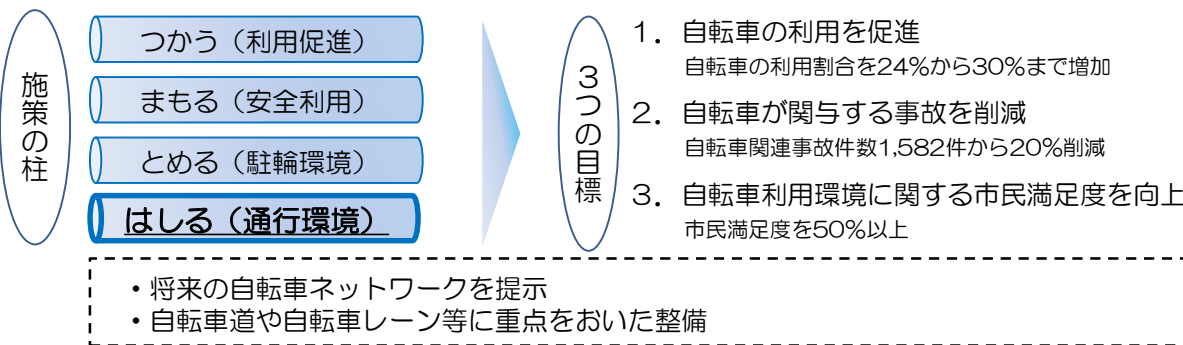 施策の柱
つかう（利用促進）
まもる（安全利用）
とめる（駐輪環境）
はしる（通行環境）
３つの目標
１．自転車の利用を促進
自転車の利用割合を24%から30%まで増加
２．自転車が関与する事故を削減
自転車関連事故件数1,582件から20%削減
３．自転車利用環境に関する市民満足度を向上
市民満足度を50%以上
・将来の自転車ネットワークを提示
・自転車道や自転車レーン等に重点をおいた整備